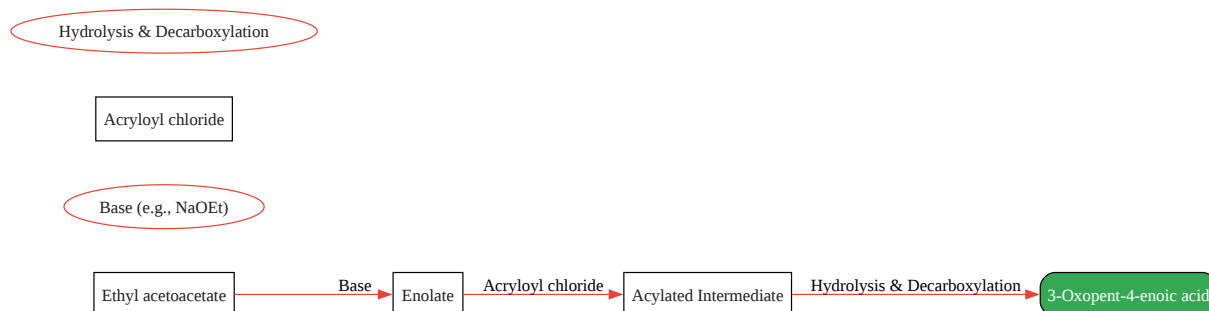 Hydrolysis & Decarboxylation
Acryloyl chloride
Base (e.g., NaOEt)
Ethyl acetoacetate
Base
Enolate
Acryloyl chloride
Acylated Intermediate
Hydrolysis & Decarboxylation
3-Oxopent-4-enoic acid